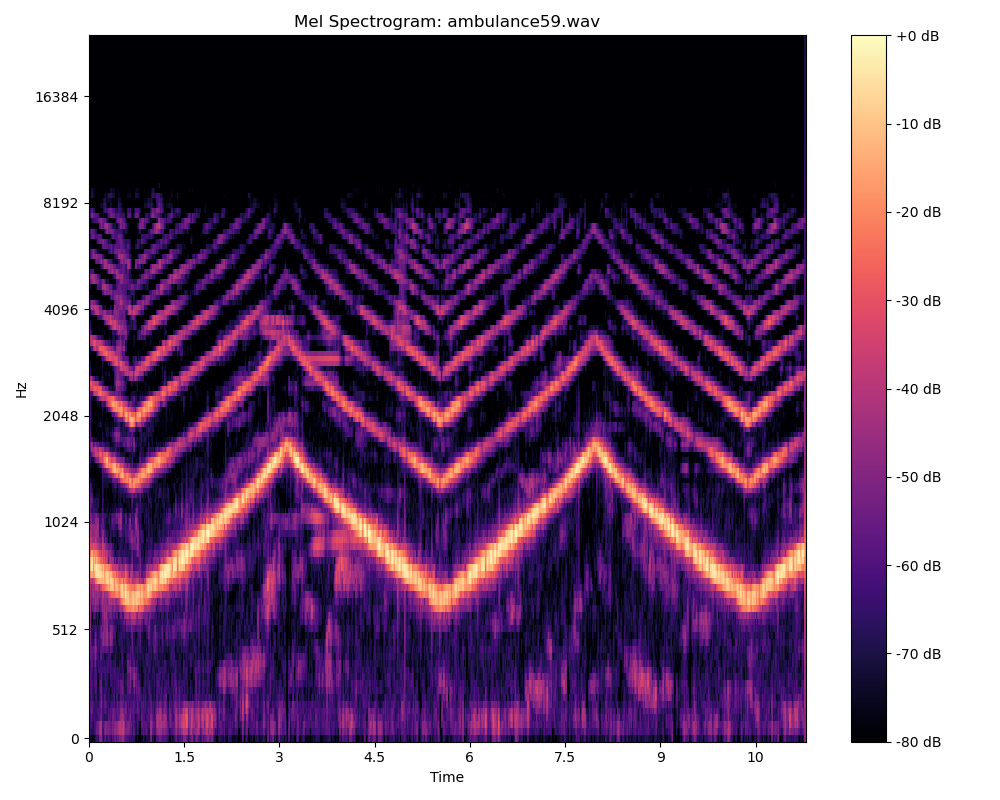 Mel Spectrogram: ambulance59.wav
Hz
16384
8192
4096
2048
1024
512
0
0 1.5 3 4.5 6 7.5 9 10
Time
+0 dB
-10 dB
-20 dB
-30 dB
-40 dB
-50 dB
-60 dB
-70 dB
-80 dB